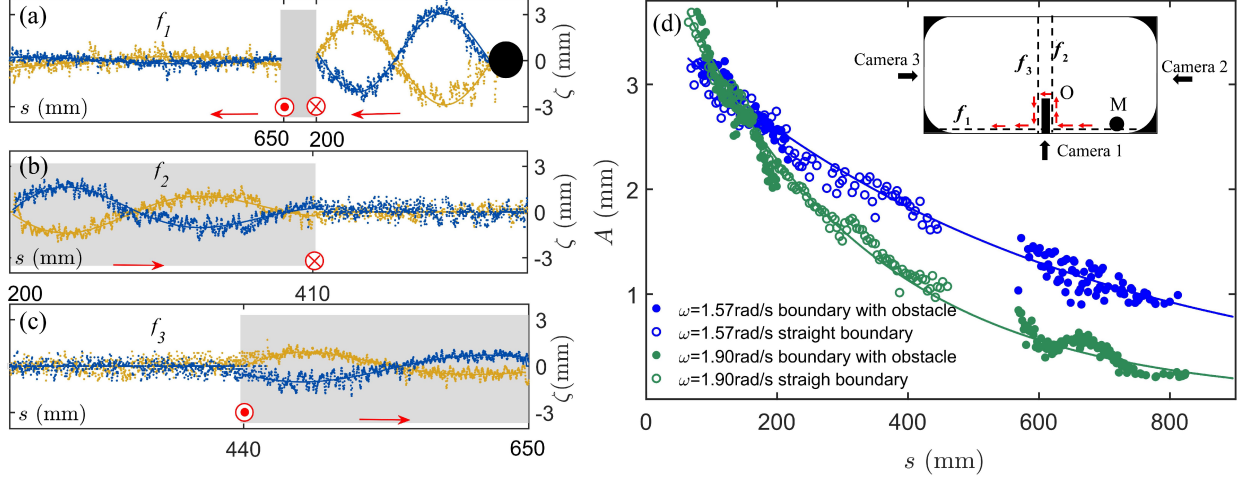 (a)
f1
3
0
-3
ζ (mm)
s (mm)
650
200
(b)
f2
3
0
-3
ζ (mm)
s (mm)
200
410
(c)
f3
3
0
-3
ζ (mm)
s (mm)
440
650
(d)
A (mm)
3
2
1
0
200
400
600
800
s (mm)
Camera 3
Camera 2
Camera 1
f3
f2
f1
O
M
ω=1.57rad/s boundary with obstacle
ω=1.57rad/s straight boundary
ω=1.90rad/s boundary with obstacle
ω=1.90rad/s straigh boundary